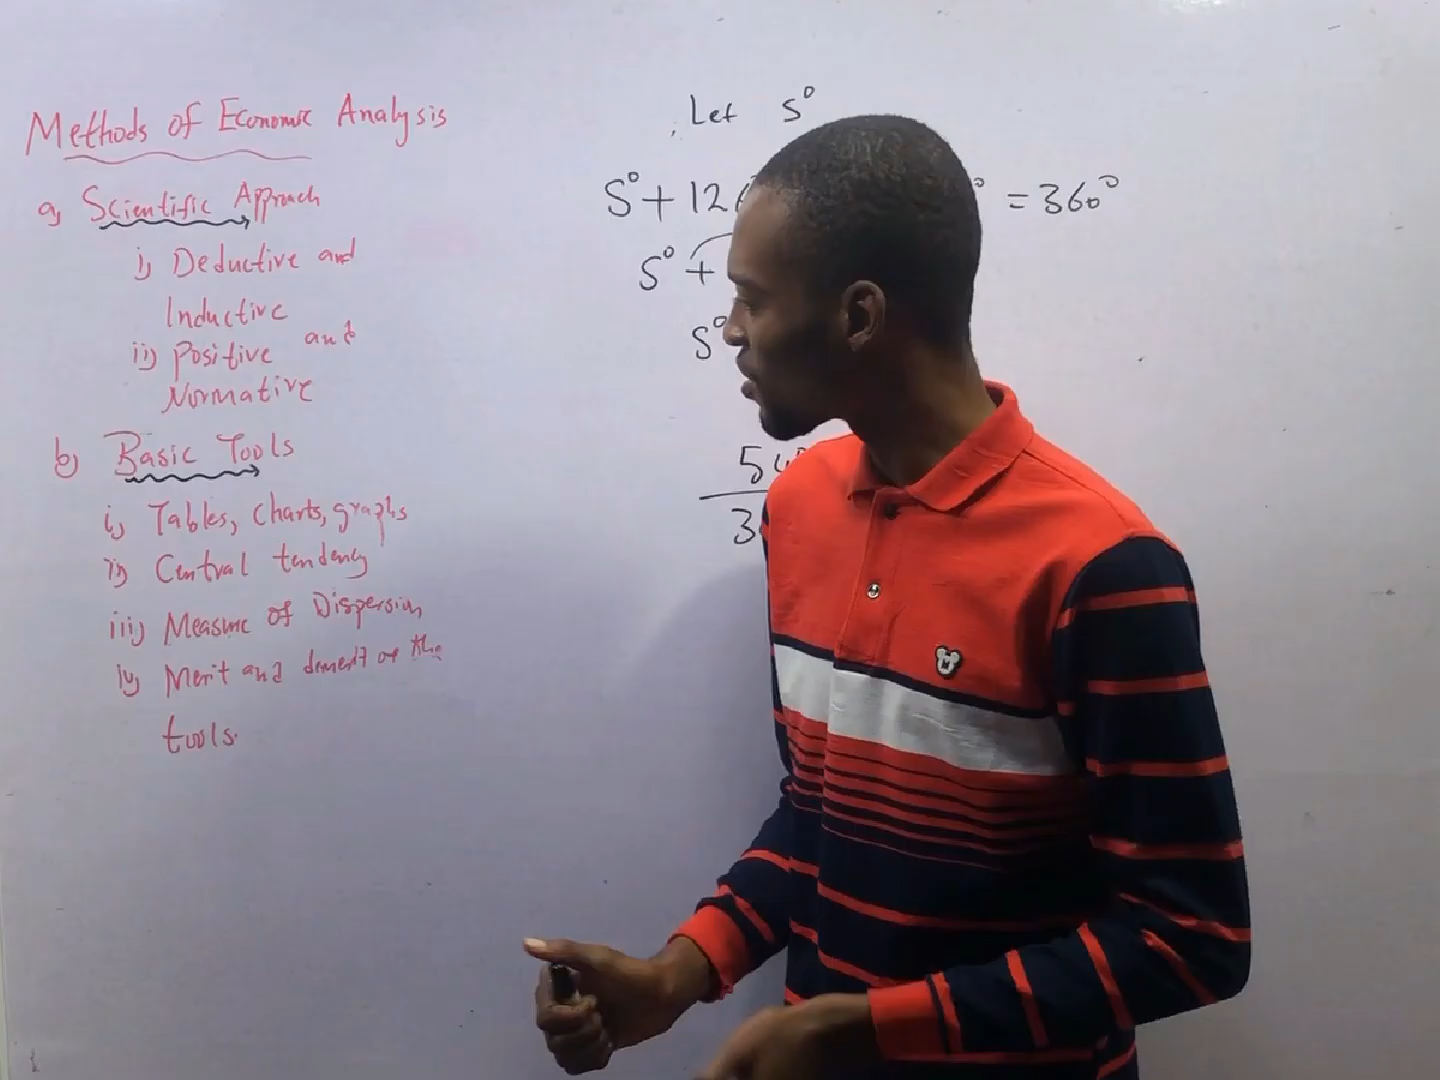 Methods of Economic Analysis
a) Scientific Approach
i) Deductive and
Inductive
ii) Positive and
Normative
b) Basic Tools
i) Tables, Charts, graphs
ii) Central tendency
iii) Measure of Dispersion
iv) Merit and demerit of the
tools.
Let S°
S° + 12 ° = 360°
S° +
S°
54
3